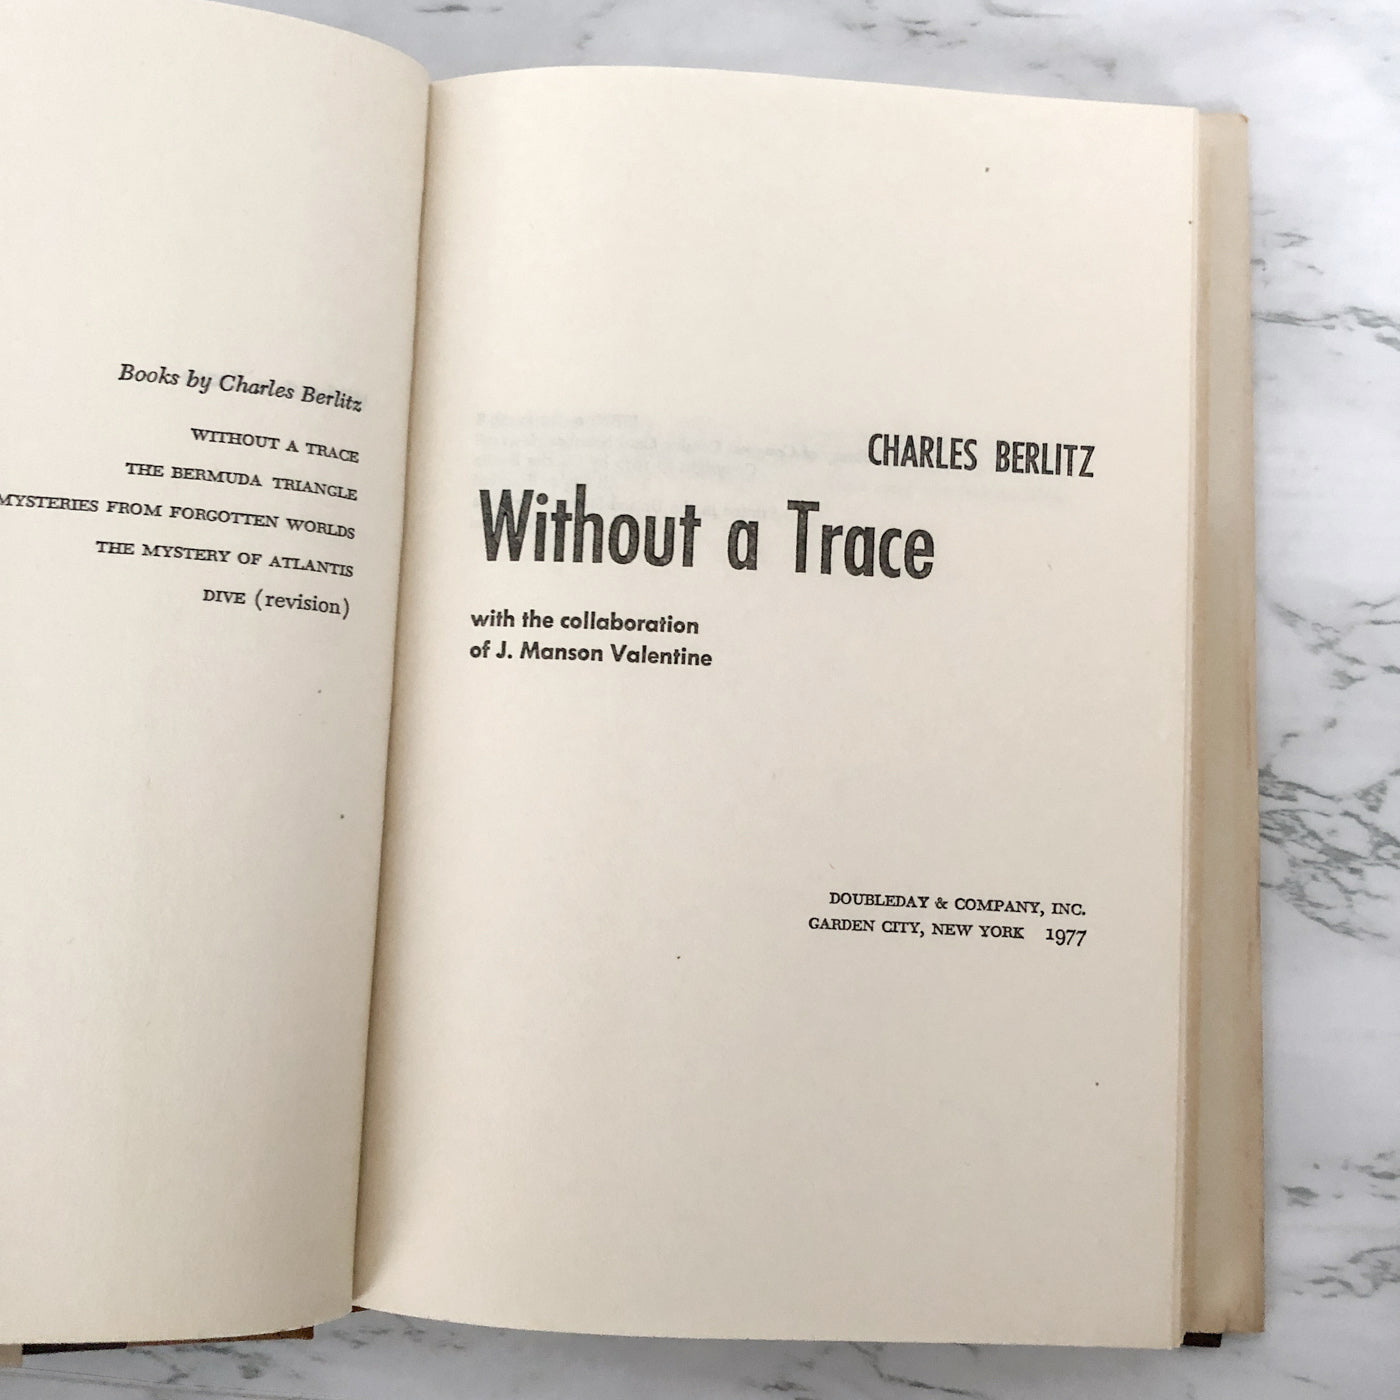 Books by Charles Berlitz
WITHOUT A TRACE
THE BERMUDA TRIANGLE
MYSTERIES FROM FORGOTTEN WORLDS
THE MYSTERY OF ATLANTIS
DIVE (revision)
CHARLES BERLITZ
Without a Trace
with the collaboration
of J. Manson Valentine
DOUBLEDAY & COMPANY, INC.
GARDEN CITY, NEW YORK 1977